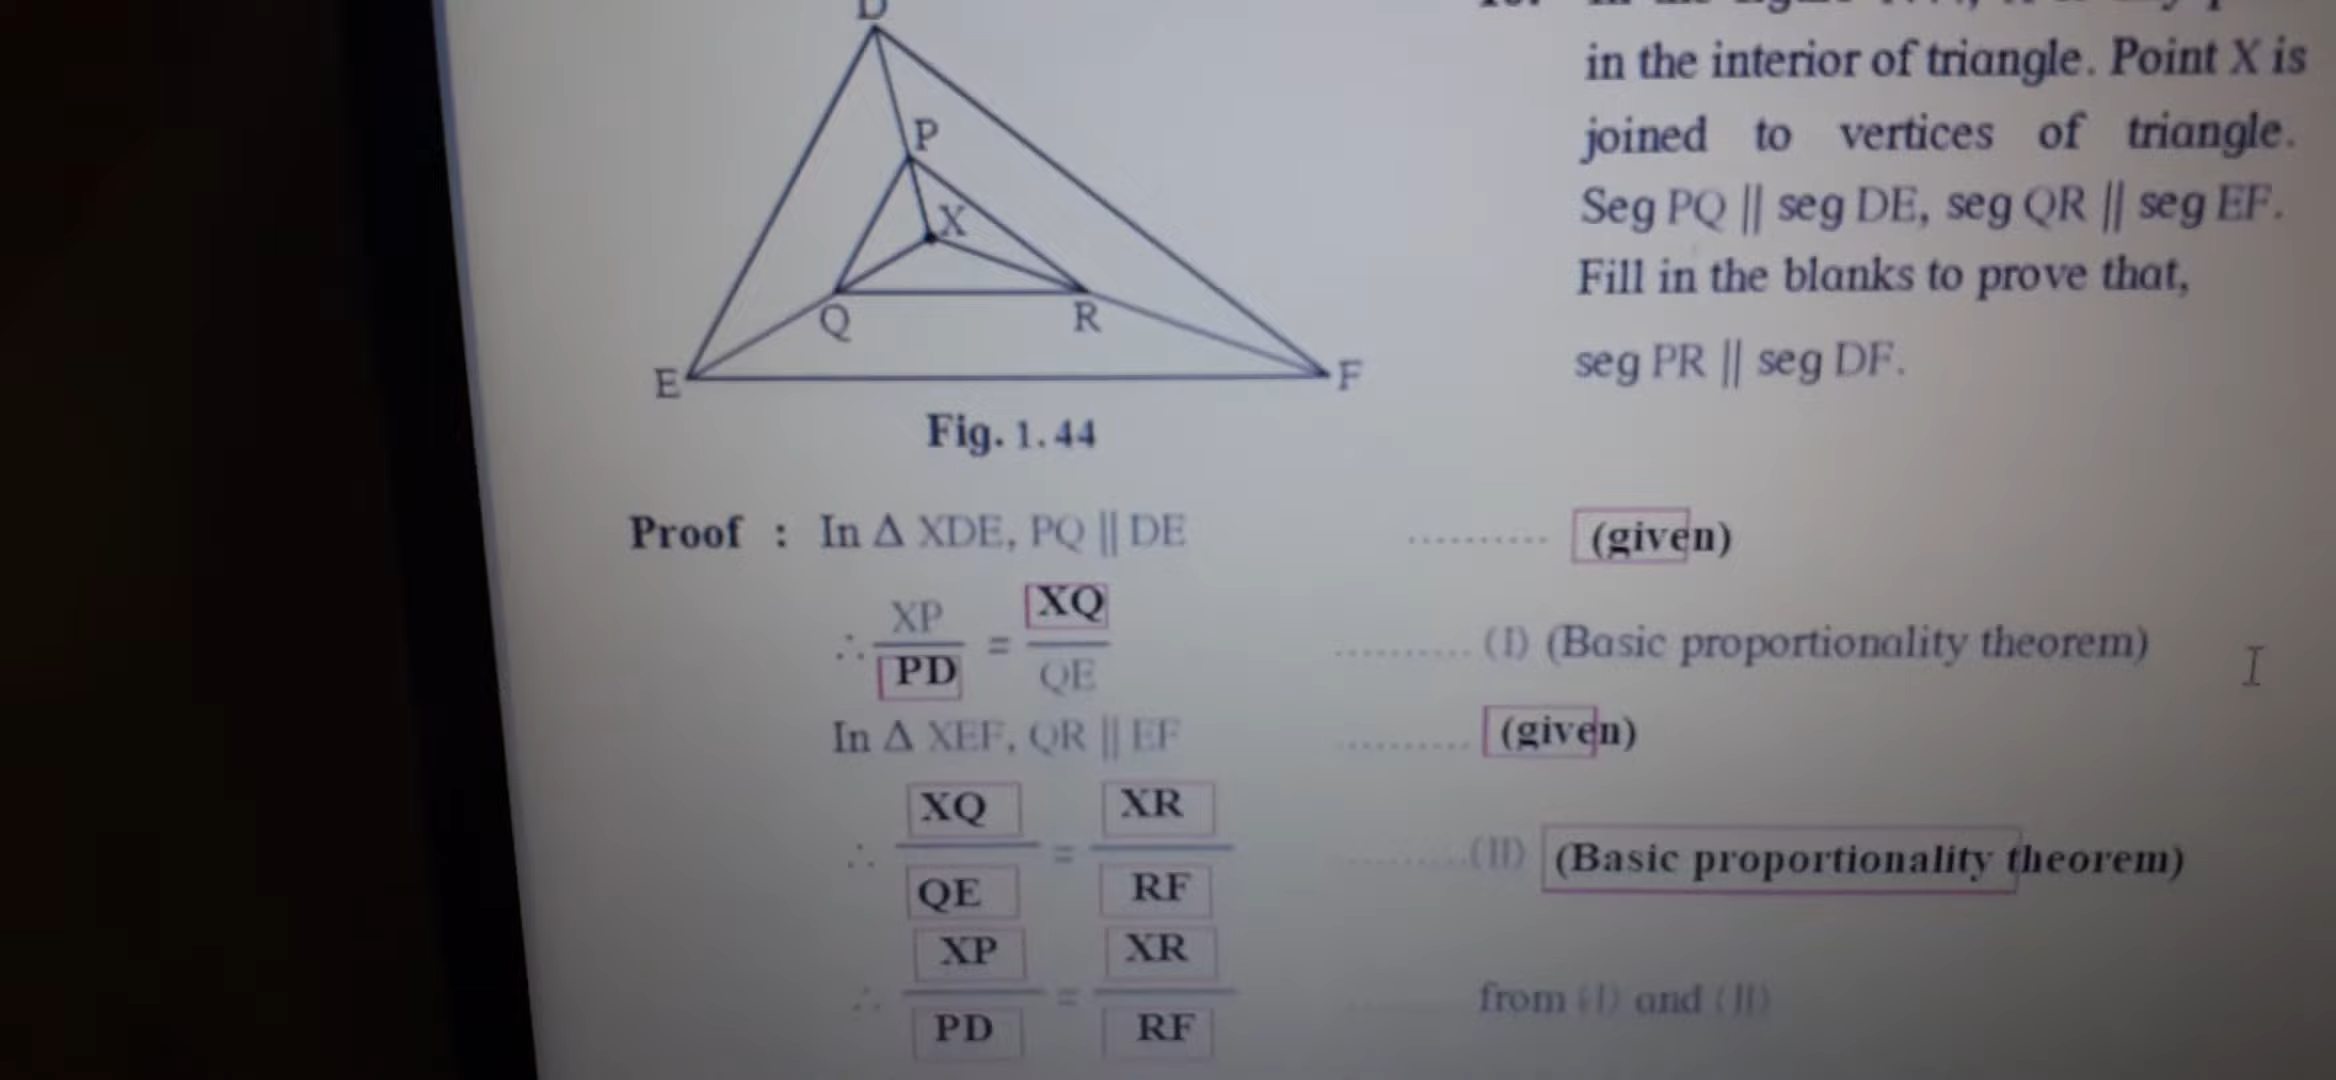 D
P
X
Q
R
E
F
Fig. 1.44
in the interior of triangle. Point X is
joined to vertices of triangle.
Seg PQ || seg DE, seg QR || seg EF.
Fill in the blanks to prove that,
seg PR || seg DF.
Proof : In Δ XDE, PQ || DE .......... (given)
∴ XP/PD = XQ/QE .......... (I) (Basic proportionality theorem)
In Δ XEF, QR || EF .......... (given)
∴ XQ/QE = XR/RF ..........(II) (Basic proportionality theorem)
∴ XP/PD = XR/RF .......... from (I) and (II)